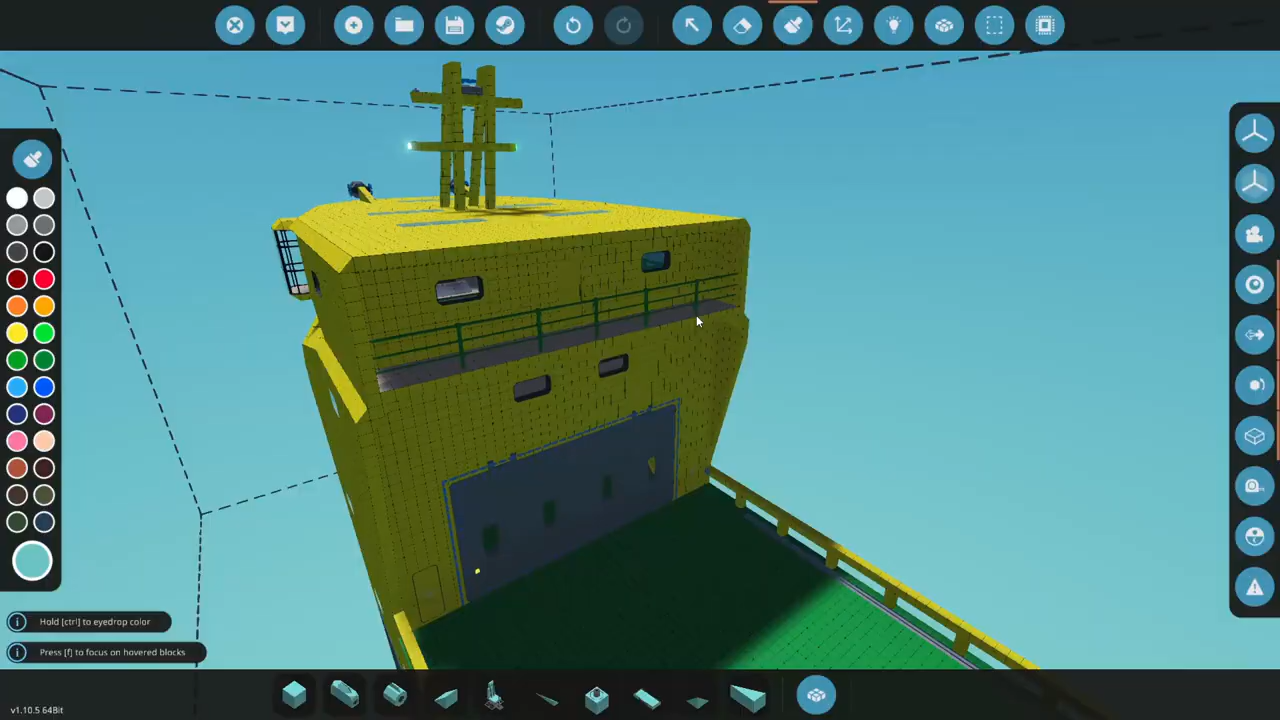 Hold [ctrl] to eyedrop color
Press [f] to focus on hovered blocks
v1.10.5 64Bit